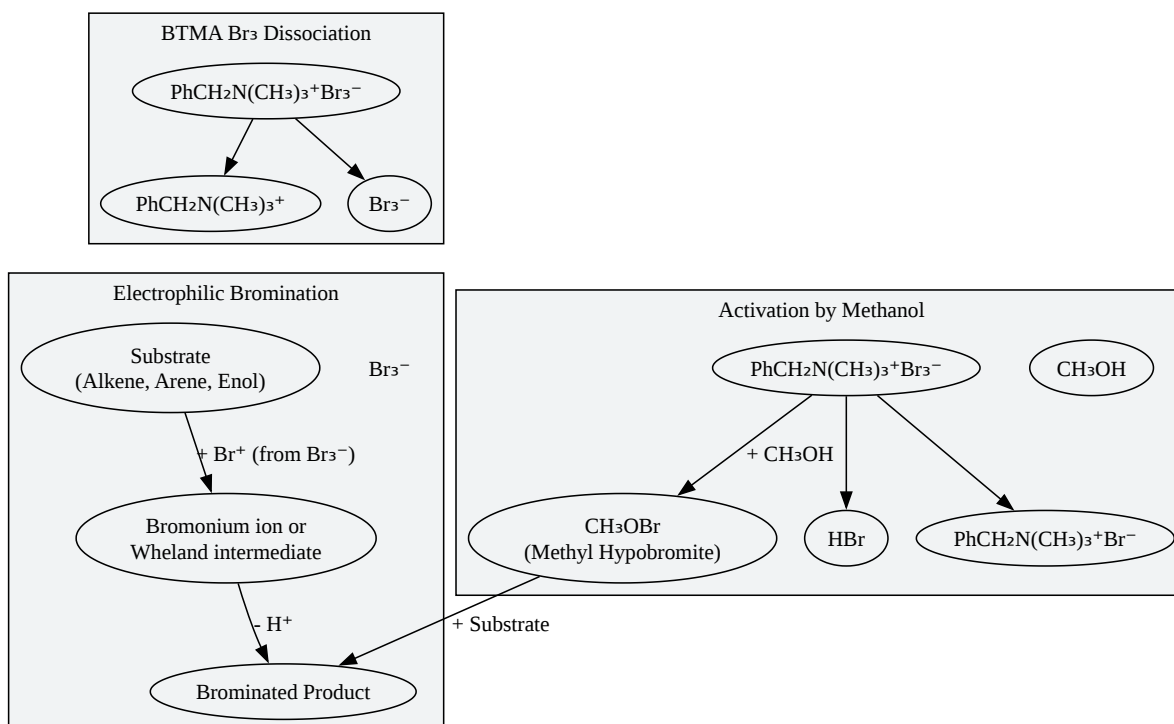 BTMA Br₃ Dissociation
PhCH₂N(CH₃)₃⁺Br₃⁻
PhCH₂N(CH₃)₃⁺
Br₃⁻
Electrophilic Bromination
Substrate
(Alkene, Arene, Enol)
Br₃⁻
+ Br⁺ (from Br₃⁻)
Bromonium ion or
Wheland intermediate
- H⁺
Brominated Product
Activation by Methanol
PhCH₂N(CH₃)₃⁺Br₃⁻
CH₃OH
+ CH₃OH
CH₃OBr
(Methyl Hypobromite)
HBr
PhCH₂N(CH₃)₃⁺Br⁻
+ Substrate